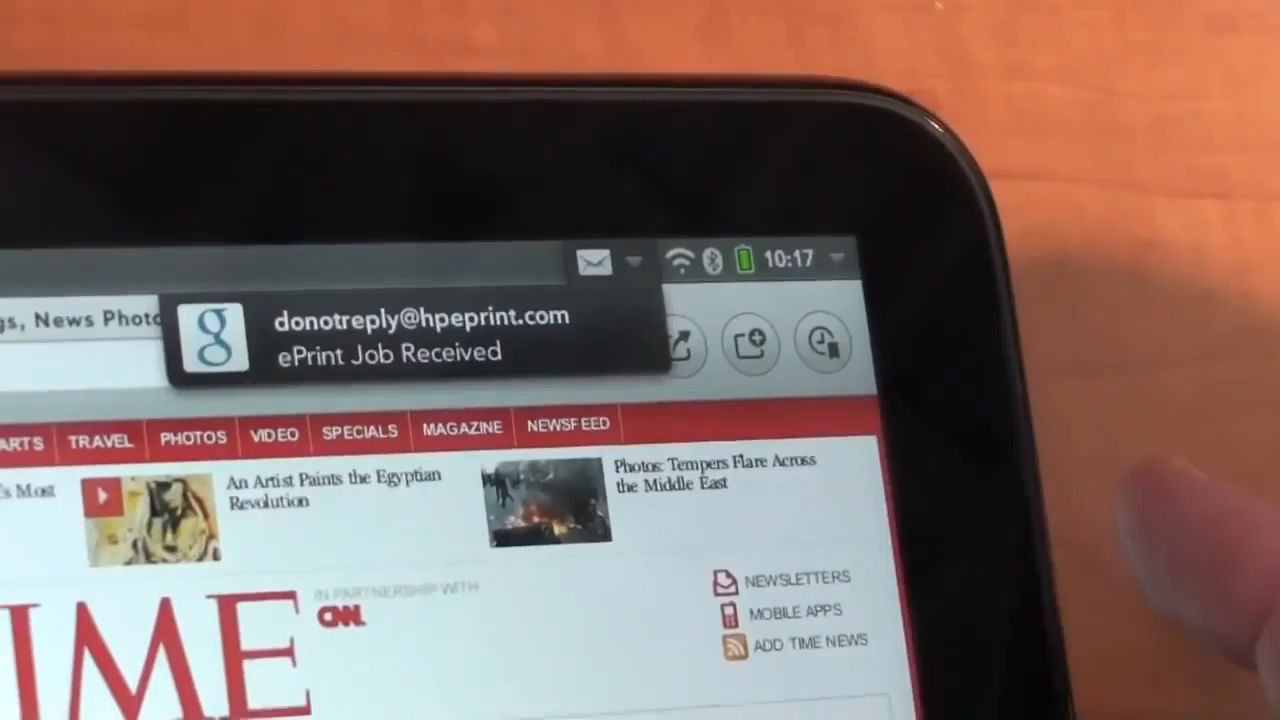 10:17
gs, News Photo
g
donotreply@hpeprint.com
ePrint Job Received
ARTS TRAVEL PHOTOS VIDEO SPECIALS MAGAZINE NEWSFEED
's Most
An Artist Paints the Egyptian
Revolution
Photos: Tempers Flare Across
the Middle East
TIME
IN PARTNERSHIP WITH
CNN
NEWSLETTERS
MOBILE APPS
ADD TIME NEWS